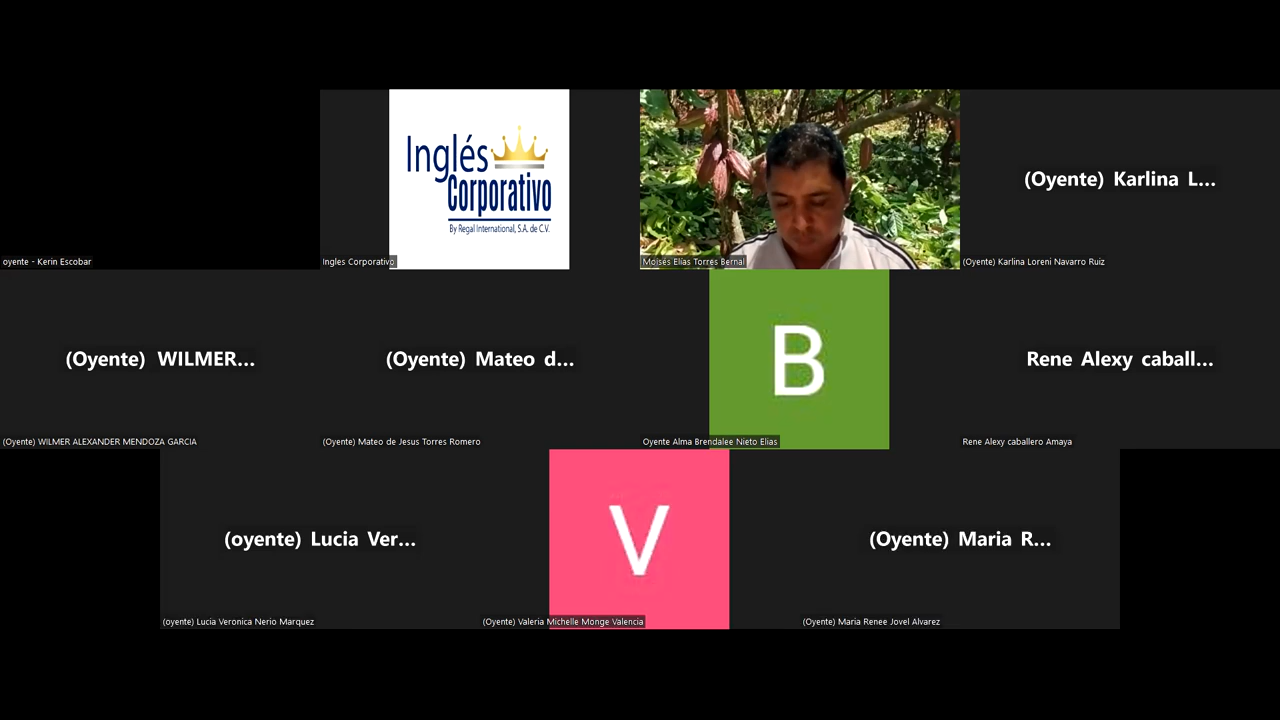 Inglés
Corporativo
By Regal International, S.A. de C.V.
(Oyente) Karlina L...
oyente - Kerin Escobar
Ingles Corporativo
Moisés Elías Torres Bernal
(Oyente) Karlina Loreni Navarro Ruiz
(Oyente) WILMER...
(Oyente) Mateo d...
B
Rene Alexy caball...
(Oyente) WILMER ALEXANDER MENDOZA GARCIA
(Oyente) Mateo de Jesus Torres Romero
Oyente Alma Brendalee Nieto Elias
Rene Alexy caballero Amaya
(oyente) Lucia Ver...
V
(Oyente) Maria R...
(oyente) Lucia Veronica Nerio Marquez
(Oyente) Valeria Michelle Monge Valencia
(Oyente) Maria Renee Jovel Alvarez